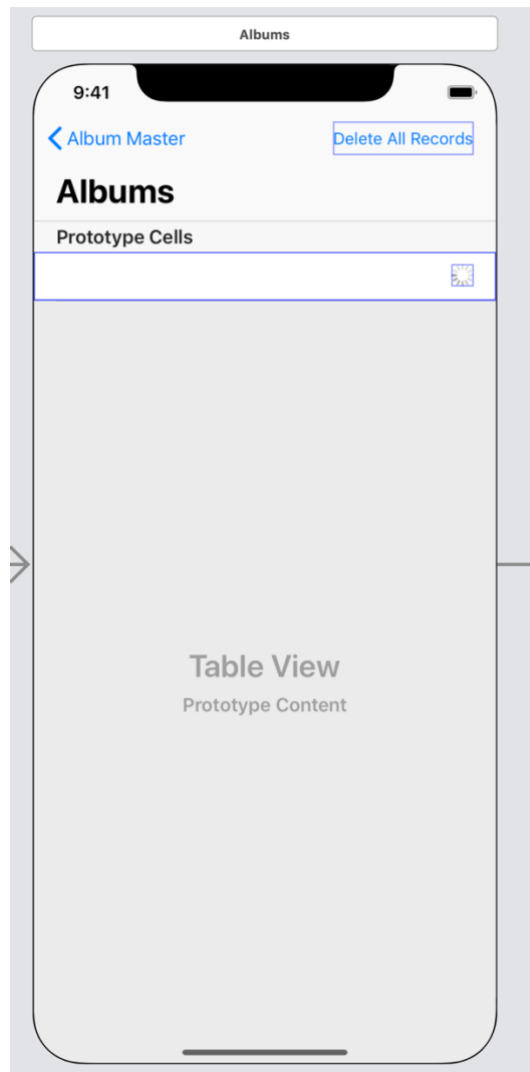 Albums
9:41
Album Master
Delete All Records
Albums
Prototype Cells
Table View
Prototype Content